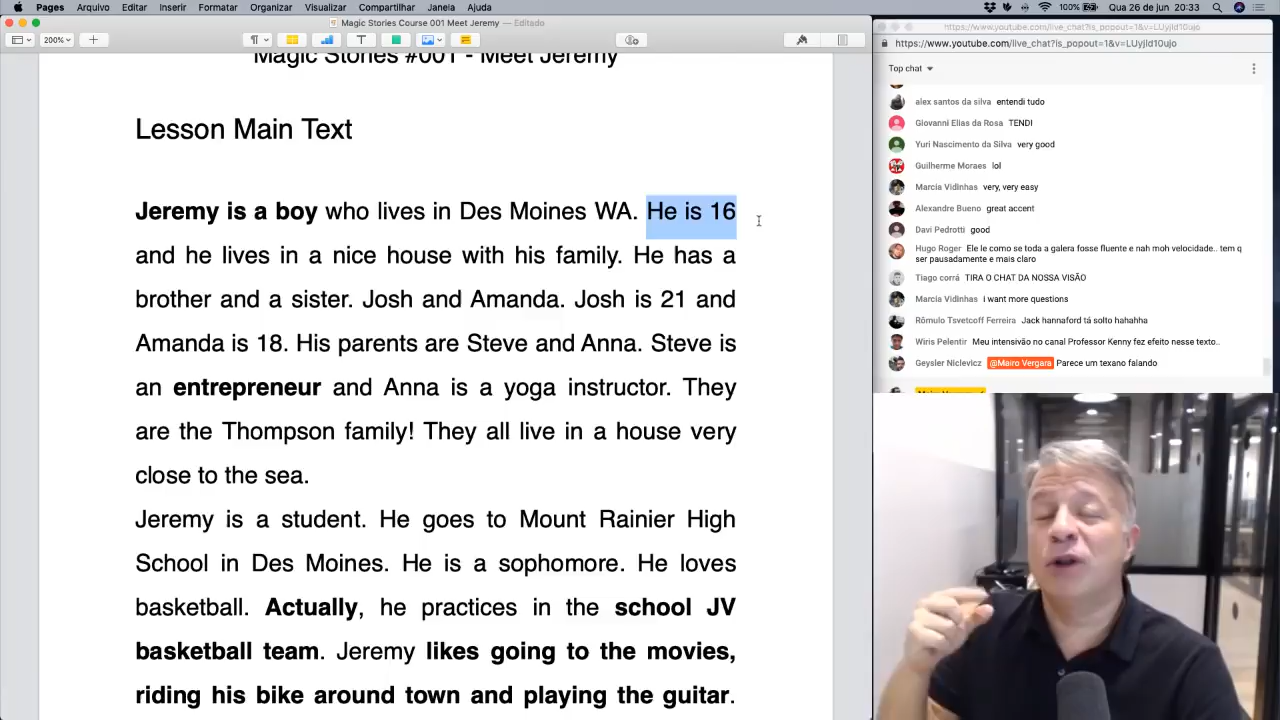 Pages Arquivo Editar Inserir Formatar Organizar Visualizar Compartilhar Janela Ajuda 100% Qua 26 de jun 20:33
Magic Stories Course 001 Meet Jeremy — Editado
200%
Magic Stories #001 - Meet Jeremy
Lesson Main Text
Jeremy is a boy who lives in Des Moines WA. He is 16
and he lives in a nice house with his family. He has a
brother and a sister. Josh and Amanda. Josh is 21 and
Amanda is 18. His parents are Steve and Anna. Steve is
an entrepreneur and Anna is a yoga instructor. They
are the Thompson family! They all live in a house very
close to the sea.
Jeremy is a student. He goes to Mount Rainier High
School in Des Moines. He is a sophomore. He loves
basketball. Actually, he practices in the school JV
basketball team. Jeremy likes going to the movies,
riding his bike around town and playing the guitar.
https://www.youtube.com/live_chat?is_popout=1&v=LUyjld10ujo
https://www.youtube.com/live_chat?is_popout=1&v=LUyjld10ujo
Top chat
alex santos da silva entendi tudo
Giovanni Elias da Rosa TENDI
Yuri Nascimento da Silva very good
Guilherme Moraes lol
Marcia Vidinhas very, very easy
Alexandre Bueno great accent
Davi Pedrotti good
Hugo Roger Ele le como se toda a galera fosse fluente e nah moh velocidade.. tem q
ser pausadamente e mais claro
Tiago corrá TIRA O CHAT DA NOSSA VISÃO
Marcia Vidinhas i want more questions
Rômulo Tsvetcoff Ferreira Jack hannaford tá solto hahahha
Wiris Pelentir Meu intensivão no canal Professor Kenny fez efeito nesse texto..
Geysler Niclevicz @Mairo Vergara Parece um texano falando